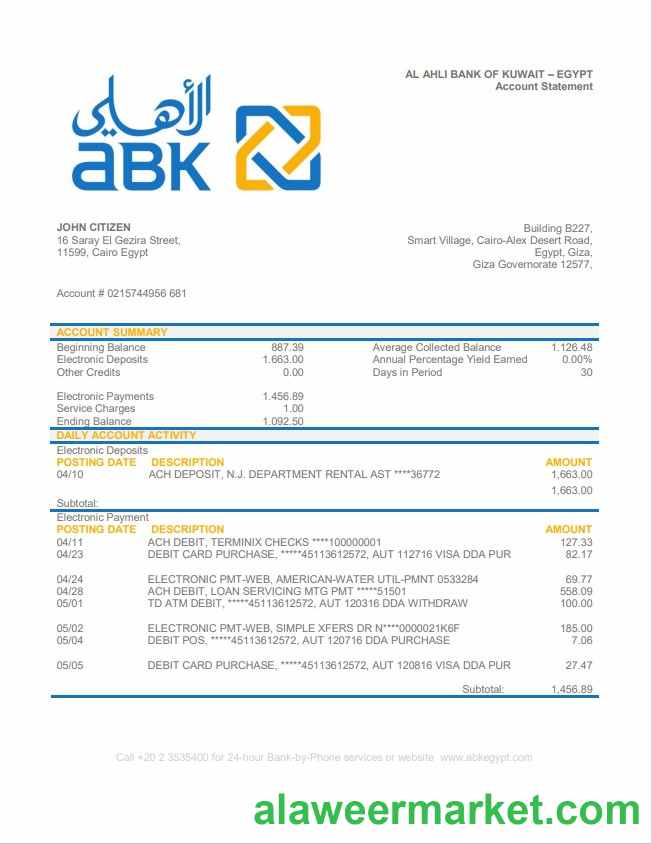 AL AHLI BANK OF KUWAIT – EGYPT
Account Statement
الأهلي
aBK
JOHN CITIZEN
16 Saray El Gezira Street,
11599, Cairo Egypt
Building B227,
Smart Village, Cairo-Alex Desert Road,
Egypt, Giza,
Giza Governorate 12577,
Account # 0215744956 681
ACCOUNT SUMMARY
Beginning Balance 887.39 Average Collected Balance 1.126.48
Electronic Deposits 1.663.00 Annual Percentage Yield Earned 0.00%
Other Credits 0.00 Days in Period 30
Electronic Payments 1.456.89
Service Charges 1.00
Ending Balance 1.092.50
DAILY ACCOUNT ACTIVITY
Electronic Deposits
POSTING DATE DESCRIPTION AMOUNT
04/10 ACH DEPOSIT, N.J. DEPARTMENT RENTAL AST ****36772 1,663.00
1,663.00
Subtotal:
Electronic Payment
POSTING DATE DESCRIPTION AMOUNT
04/11 ACH DEBIT, TERMINIX CHECKS ****100000001 127.33
04/23 DEBIT CARD PURCHASE, *****45113612572, AUT 112716 VISA DDA PUR 82.17
04/24 ELECTRONIC PMT-WEB, AMERICAN-WATER UTIL-PMNT 0533284 69.77
04/28 ACH DEBIT, LOAN SERVICING MTG PMT *****51501 558.09
05/01 TD ATM DEBIT, *****45113612572, AUT 120316 DDA WITHDRAW 100.00
05/02 ELECTRONIC PMT-WEB, SIMPLE XFERS DR N****0000021K6F 185.00
05/04 DEBIT POS, *****45113612572, AUT 120716 DDA PURCHASE 7.06
05/05 DEBIT CARD PURCHASE, *****45113612572, AUT 120816 VISA DDA PUR 27.47
Subtotal: 1,456.89
Call +20 2 3535400 for 24-hour Bank-by-Phone services or website www.abkegypt.com
alaweermarket.com